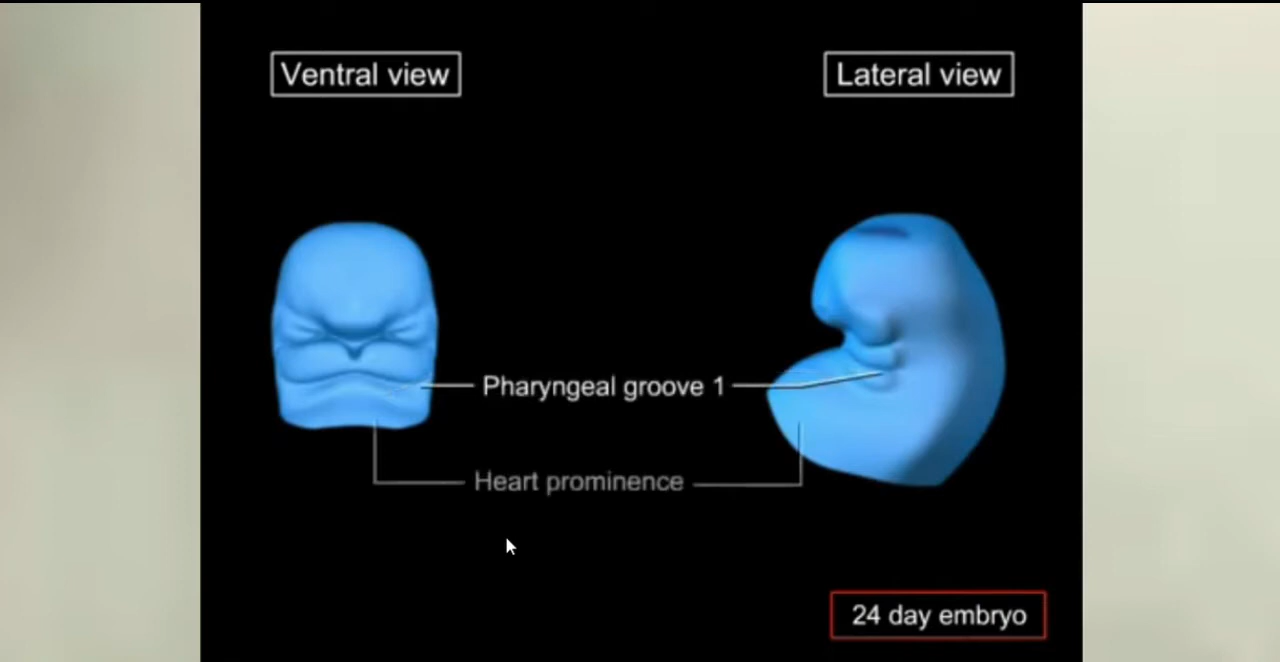 Ventral view
Lateral view
Pharyngeal groove 1
Heart prominence
24 day embryo